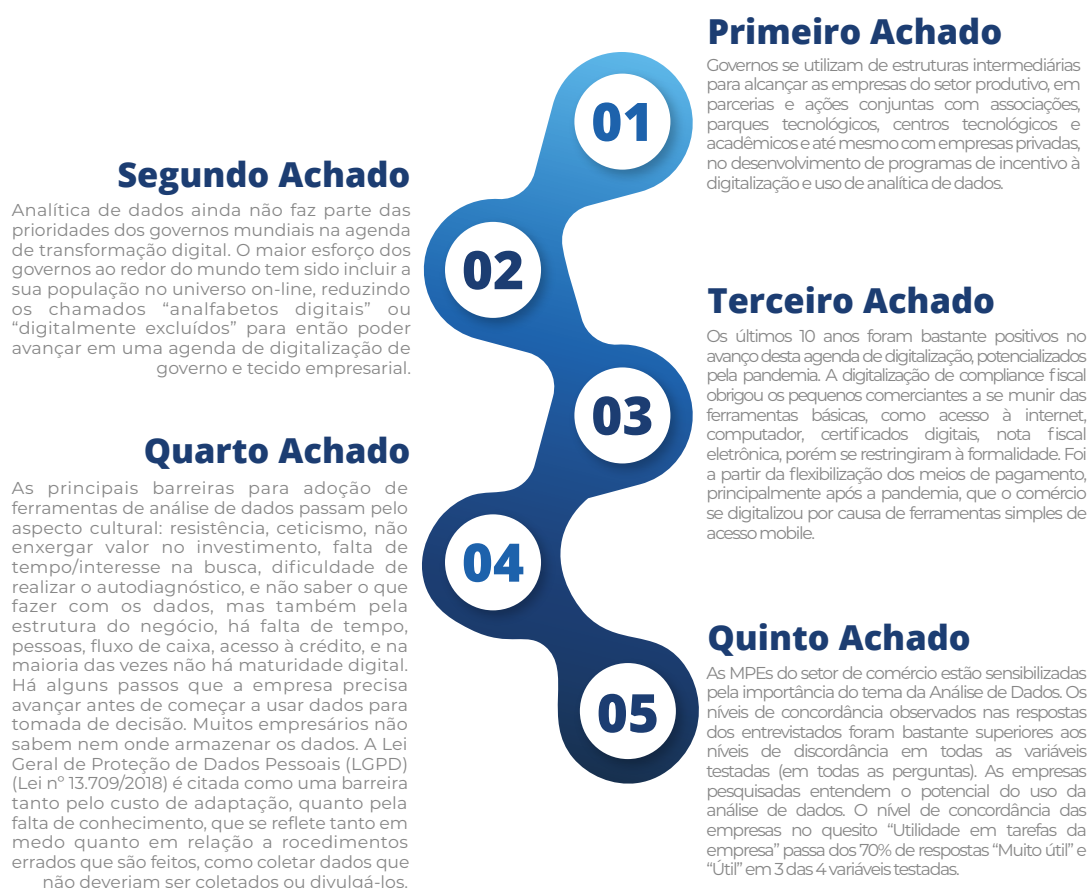 Primeiro Achado
Governos se utilizam de estruturas intermediárias
para alcançar as empresas do setor produtivo, em
parcerias e ações conjuntas com associações,
parques tecnológicos, centros tecnológicos e
acadêmicos e até mesmo com empresas privadas,
no desenvolvimento de programas de incentivo à
digitalização e uso de analítica de dados.
01
Segundo Achado
Analítica de dados ainda não faz parte das
prioridades dos governos mundiais na agenda
de transformação digital. O maior esforço dos
governos ao redor do mundo tem sido incluir a
sua população no universo on-line, reduzindo
os chamados “analfabetos digitais” ou
“digitalmente excluídos” para então poder
avançar em uma agenda de digitalização de
governo e tecido empresarial.
02
Terceiro Achado
Os últimos 10 anos foram bastante positivos no
avanço desta agenda de digitalização, potencializados
pela pandemia. A digitalização de compliance fiscal
obrigou os pequenos comerciantes a se munir das
ferramentas básicas, como acesso à internet,
computador, certificados digitais, nota fiscal
eletrônica, porém se restringiram à formalidade. Foi
a partir da flexibilização dos meios de pagamento,
principalmente após a pandemia, que o comércio
se digitalizou por causa de ferramentas simples de
acesso mobile.
03
Quarto Achado
As principais barreiras para adoção de
ferramentas de análise de dados passam pelo
aspecto cultural: resistência, ceticismo, não
enxergar valor no investimento, falta de
tempo/interesse na busca, dificuldade de
realizar o autodiagnóstico, e não saber o que
fazer com os dados, mas também pela
estrutura do negócio, há falta de tempo,
pessoas, fluxo de caixa, acesso à crédito, e na
maioria das vezes não há maturidade digital.
Há alguns passos que a empresa precisa
avançar antes de começar a usar dados para
tomada de decisão. Muitos empresários não
sabem nem onde armazenar os dados. A Lei
Geral de Proteção de Dados Pessoais (LGPD)
(Lei nº 13.709/2018) é citada como uma barreira
tanto pelo custo de adaptação, quanto pela
falta de conhecimento, que se reflete tanto em
medo quanto em relação a rocedimentos
errados que são feitos, como coletar dados que
não deveriam ser coletados ou divulgá-los.
04
Quinto Achado
As MPEs do setor de comércio estão sensibilizadas
pela importância do tema da Análise de Dados. Os
níveis de concordância observados nas respostas
dos entrevistados foram bastante superiores aos
níveis de discordância em todas as variáveis
testadas (em todas as perguntas). As empresas
pesquisadas entendem o potencial do uso da
análise de dados. O nível de concordância das
empresas no quesito “Utilidade em tarefas da
empresa” passa dos 70% de respostas “Muito útil” e
“Útil” em 3 das 4 variáveis testadas.
05